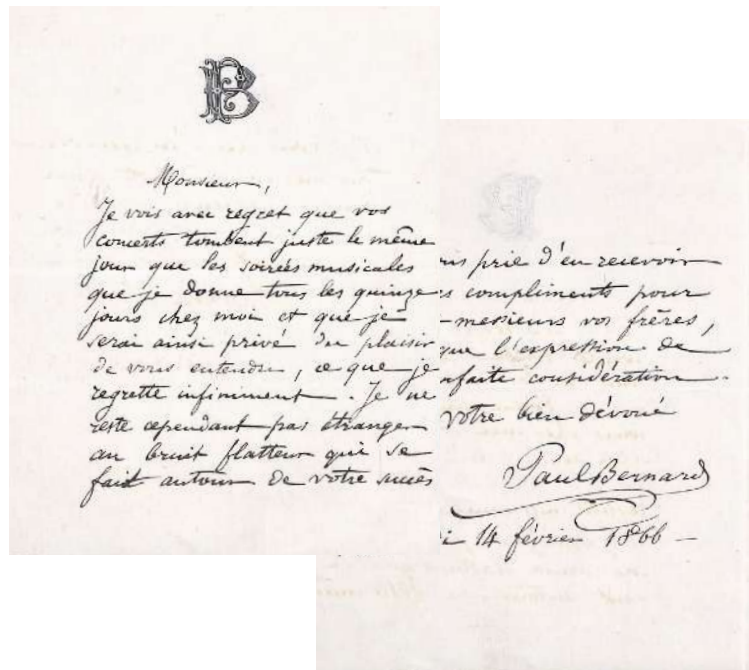 PB
Monsieur,
Je vois avec regret que vos
concerts tombent juste le même
jour que les soirées musicales
que je donne tous les quinze
jours chez moi et que je
serai ainsi privé du plaisir
de vous entendre, ce que je
regrette infiniment. Je ne
reste cependant pas étranger
au bruit flatteur qui se
fait autour de votre succès
prie d'en recevoir
compliments pour
messieurs vos frères,
que l'expression de
considération.
votre bien dévoué
Paul Bernard
14 février 1866 —